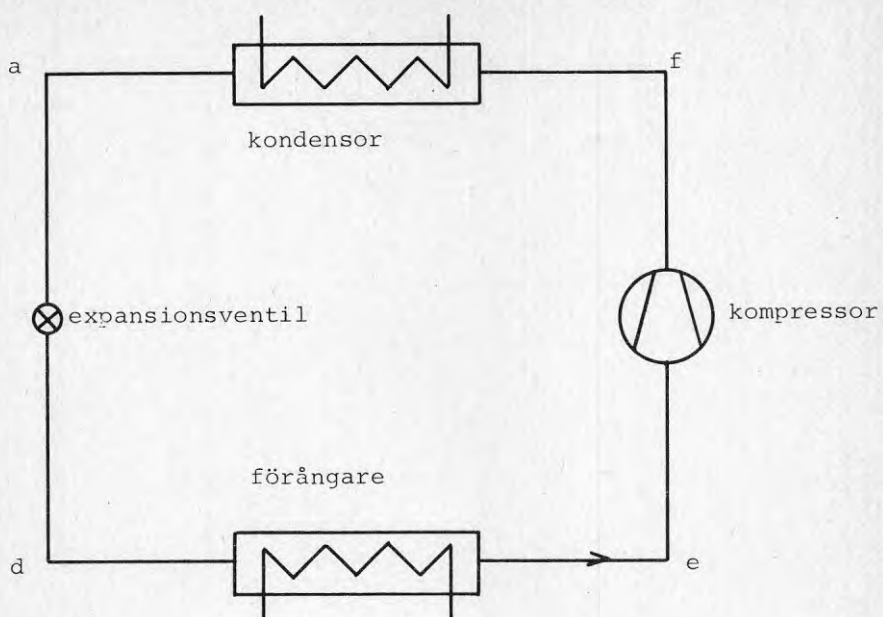 a
f
kondensor
expansionsventil
kompressor
förångare
d
e